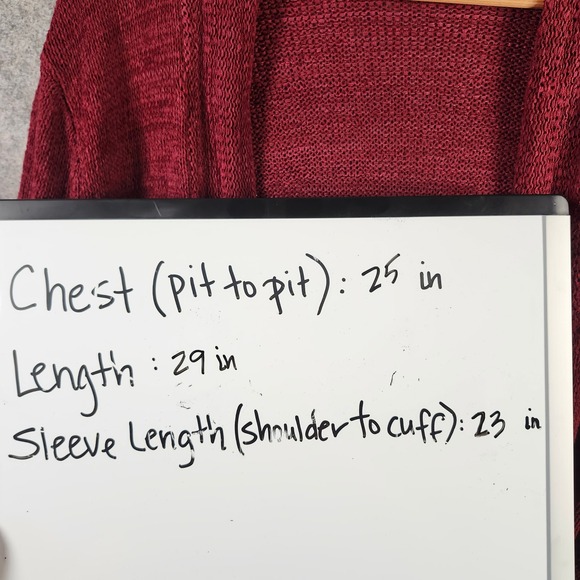 Chest (pit to pit): 25 in
Length: 29 in
Sleeve Length (shoulder to cuff): 23 in